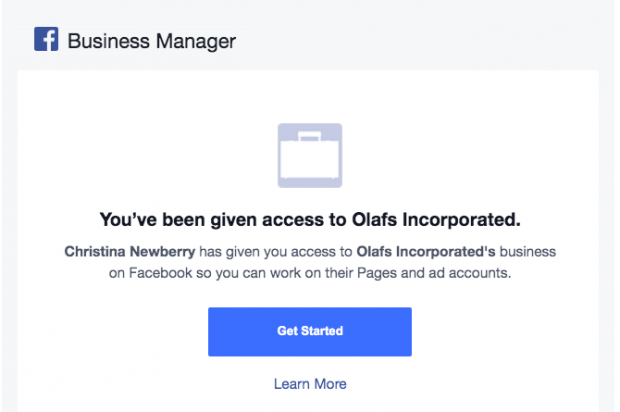 Business Manager
You've been given access to Olafs Incorporated.
Christina Newberry has given you access to Olafs Incorporated's business
on Facebook so you can work on their Pages and ad accounts.
Get Started
Learn More